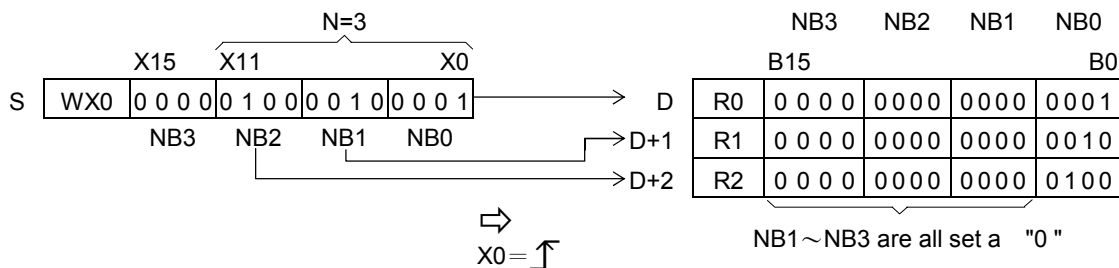 N=3 NB3 NB2 NB1 NB0
X15 X11 X0 B15 B0
S WX0 0 0 0 0 0 1 0 0 0 0 1 0 0 0 0 1 D R0 0 0 0 0 0000 0000 0001
NB3 NB2 NB1 NB0 D+1 R1 0 0 0 0 0000 0000 0010
D+2 R2 0 0 0 0 0000 0000 0100
NB1～NB3 are all set a "0 "
X0=